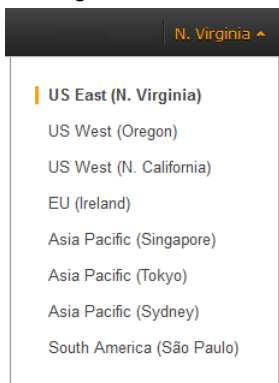 N. Virginia
US East (N. Virginia)
US West (Oregon)
US West (N. California)
EU (Ireland)
Asia Pacific (Singapore)
Asia Pacific (Tokyo)
Asia Pacific (Sydney)
South America (São Paulo)